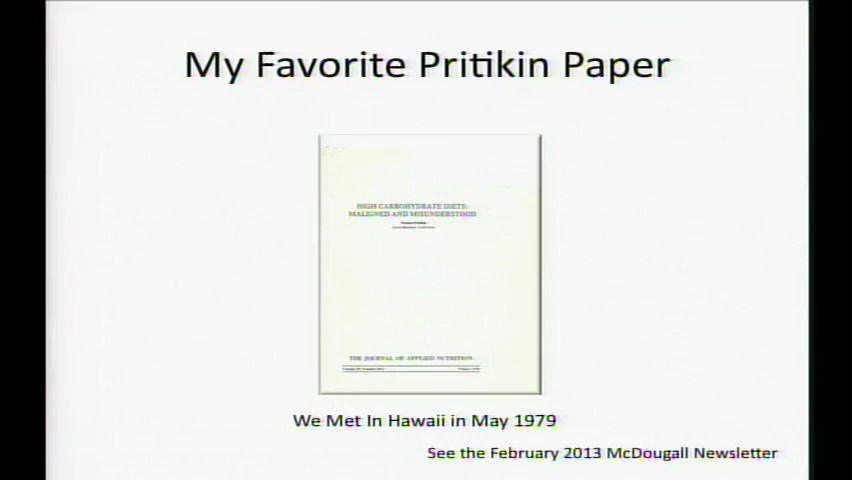 My Favorite Pritikin Paper
HIGH CARBOHYDRATE DIETS:
MALIGNED AND MISUNDERSTOOD
THE JOURNAL OF APPLIED NUTRITION
We Met In Hawaii in May 1979
See the February 2013 McDougall Newsletter